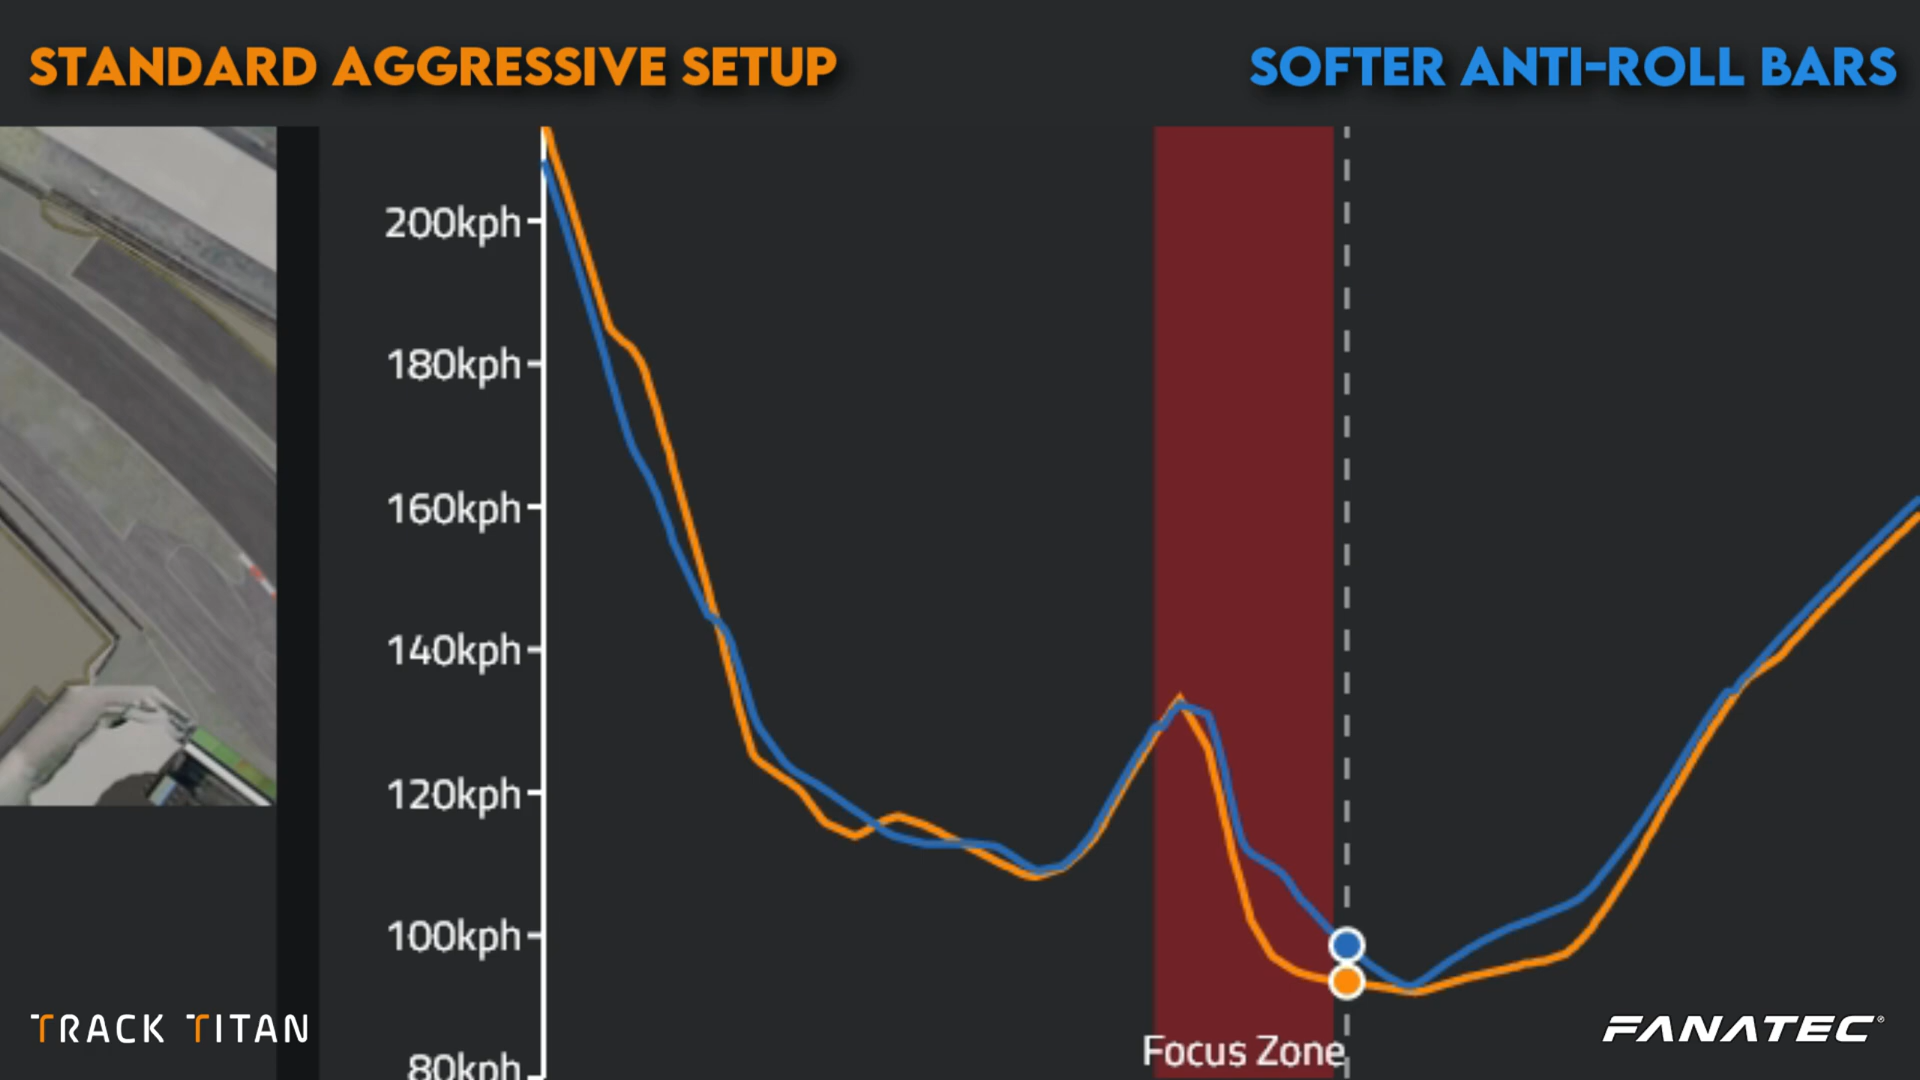 STANDARD AGGRESSIVE SETUP
SOFTER ANTI-ROLL BARS
200kph
180kph
160kph
140kph
120kph
100kph
80kph
Focus Zone
TRACK TITAN
FANATEC®